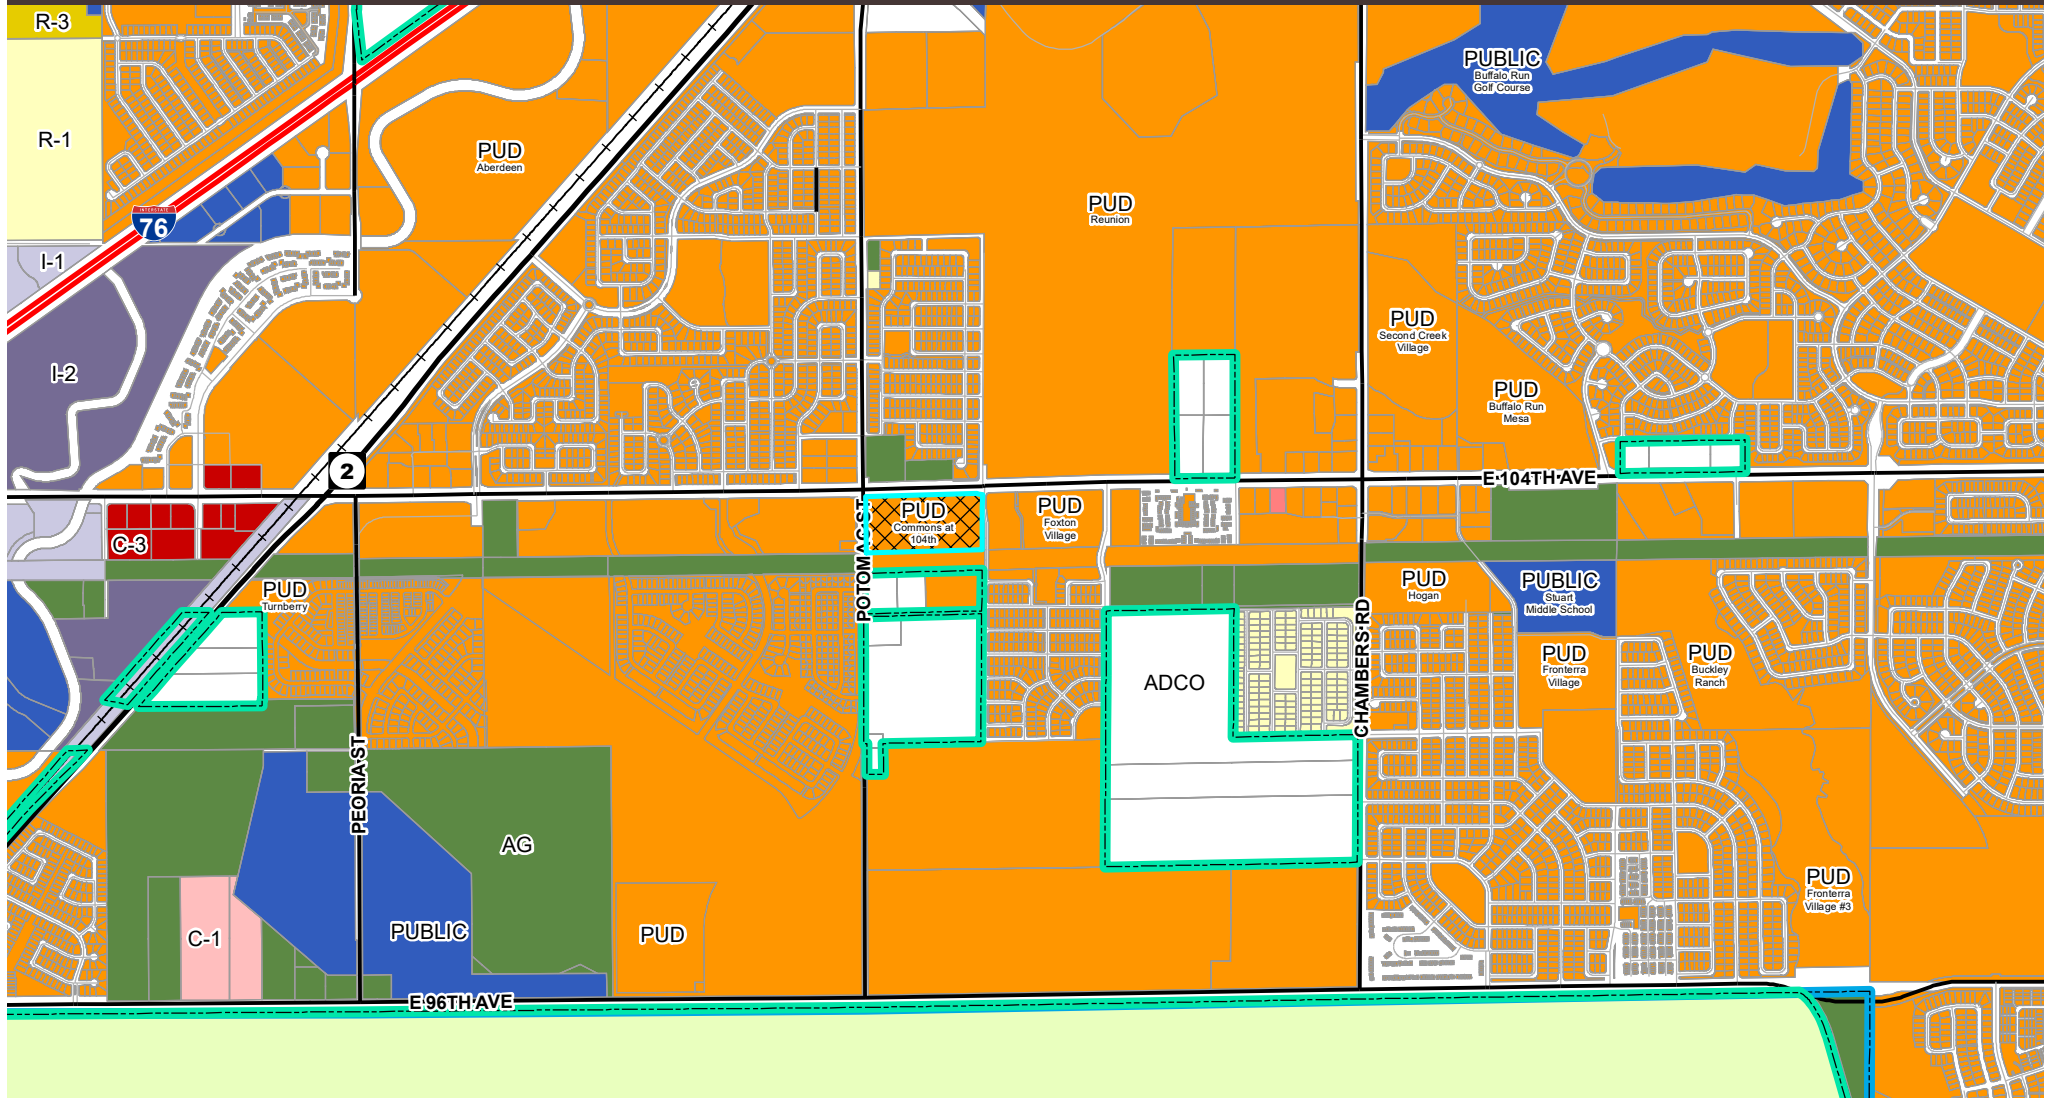 R-3
PUBLIC
Buffalo Run
Golf Course
R-1
PUD
Aberdeen
PUD
Reunion
INTERSTATE
76
I-1
PUD
Second Creek
Village
I-2
PUD
Buffalo Run
Mesa
2
E 104TH AVE
POTOMAC ST
PUD
Commons at
104th
PUD
Foxton
Village
C-3
PUD
Turnberry
PUD
Hogan
PUBLIC
Stuart
Middle School
CHAMBERS RD
ADCO
PUD
Fronterra
Village
PUD
Buckley
Ranch
PEORIA ST
AG
PUD
Fronterra
Village #3
C-1
PUBLIC
PUD
E 96TH AVE